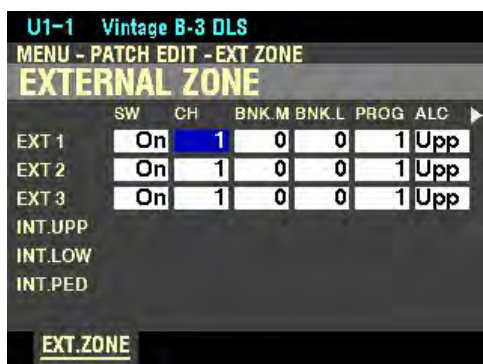 U1-1 Vintage B-3 DLS
MENU - PATCH EDIT - EXT ZONE
EXTERNAL ZONE
SW CH BNK.M BNK.L PROG ALC
EXT 1 On 1 0 0 1 Upp
EXT 2 On 1 0 0 1 Upp
EXT 3 On 1 0 0 1 Upp
INT.UPP
INT.LOW
INT.PED
EXT.ZONE